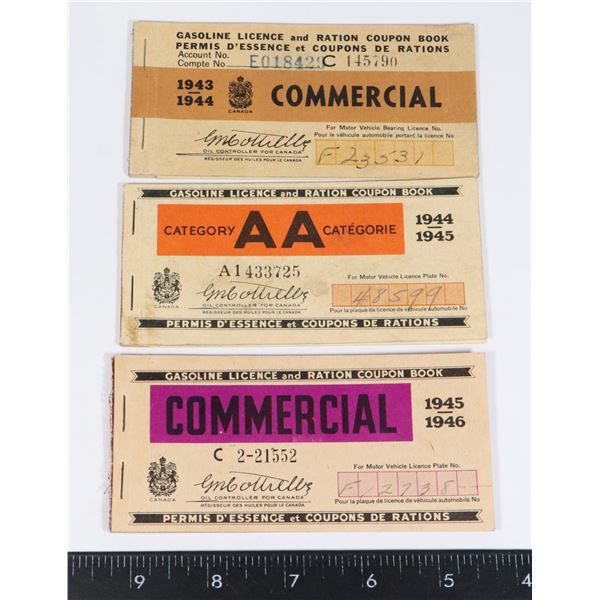 GASOLINE LICENCE and RATION COUPON BOOK
PERMIS D'ESSENCE et COUPONS DE RATIONS
Account No.
Compte No. E018429 C 145790
1943
1944
CANADA
COMMERCIAL
For Motor Vehicle Bearing Licence No.
Pour le véhicule automobile portant la licence No
GMCottrelle
OIL CONTROLLER FOR CANADA
RÉGISSEUR DES HUILES POUR LE CANADA
F23531
GASOLINE LICENCE and RATION COUPON BOOK
CATEGORY AA CATÉGORIE
1944
1945
A1433725
For Motor Vehicle Licence Plate No.
CANADA
GMCottrelle
OIL CONTROLLER FOR CANADA
RÉGISSEUR DES HUILES POUR LE CANADA
48599
Pour la plaque de licence de véhicule automobile No
PERMIS D'ESSENCE et COUPONS DE RATIONS
GASOLINE LICENCE and RATION COUPON BOOK
COMMERCIAL
1945
1946
C 2-21552
For Motor Vehicle Licence Plate No.
CANADA
GMCottrelle
OIL CONTROLLER FOR CANADA
RÉGISSEUR DES HUILES POUR LE CANADA
Pour la plaque de licence de véhicule automobile No
PERMIS D'ESSENCE et COUPONS DE RATIONS
9 8 7 6 5 4